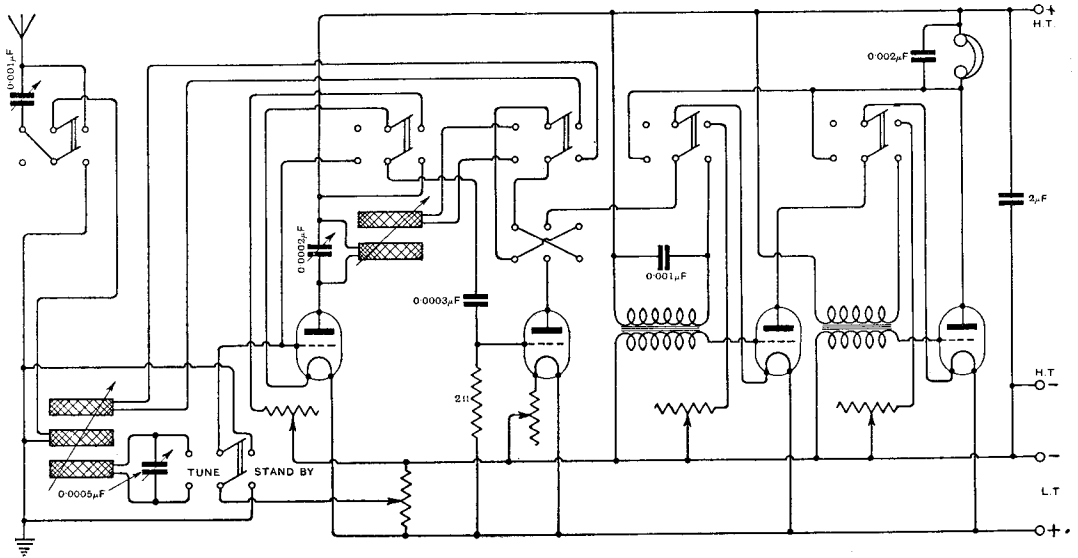 +
H.T.
0·001μF
0·002μF
2μF
0·0002μF
0·001μF
0·0003μF
H.T.
−
2Ω
TUNE
STAND BY
−
0·0005μF
L.T
+